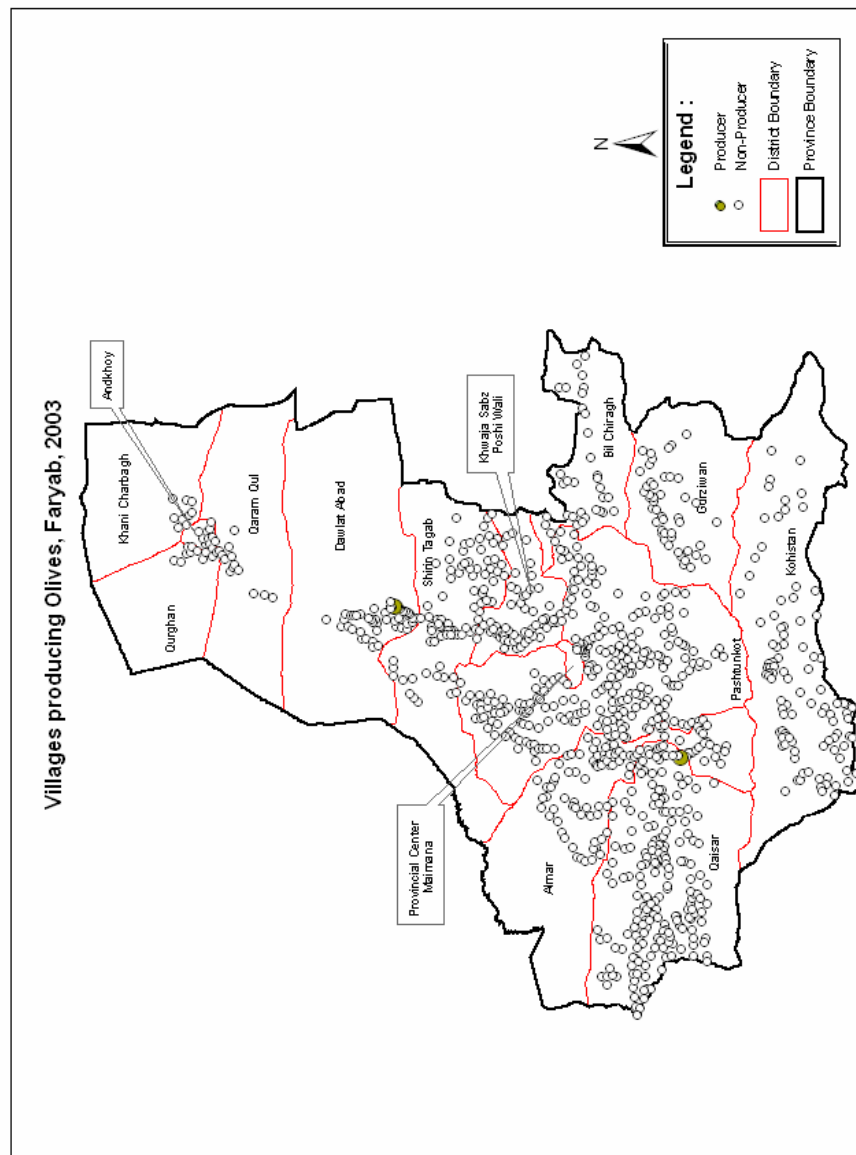 Villages producing Olives, Faryab, 2003
Andkhoy
Khani Charbagh
Qurghan
Qaram Qul
Dawlat Abad
Shirin Tagab
Khwaja Sabz
Poshi Wali
Provincial Center
Maimana
Bil Chiragh
Almar
Gurziwan
Pashtunkot
Qaisar
Kohistan
N
Legend :
Producer
Non-Producer
District Boundary
Province Boundary